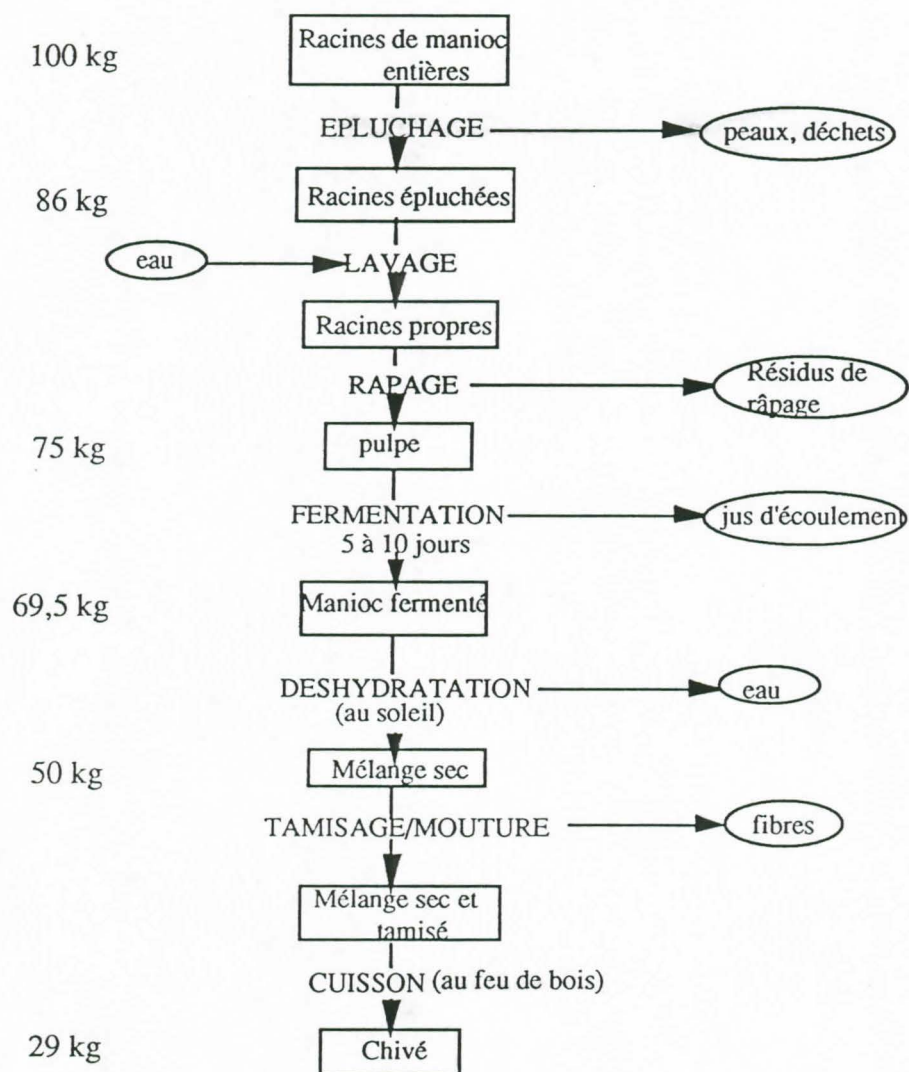 100 kg
Racines de manioc
entières
EPLUCHAGE
peaux, déchets
86 kg
Racines épluchées
eau
LAVAGE
Racines propres
RAPAGE
Résidus de
râpage
75 kg
pulpe
FERMENTATION
5 à 10 jours
jus d'écoulement
69,5 kg
Manioc fermenté
DESHYDRATATION
(au soleil)
eau
50 kg
Mélange sec
TAMISAGE/MOUTURE
fibres
Mélange sec et
tamisé
CUISSON (au feu de bois)
29 kg
Chivé